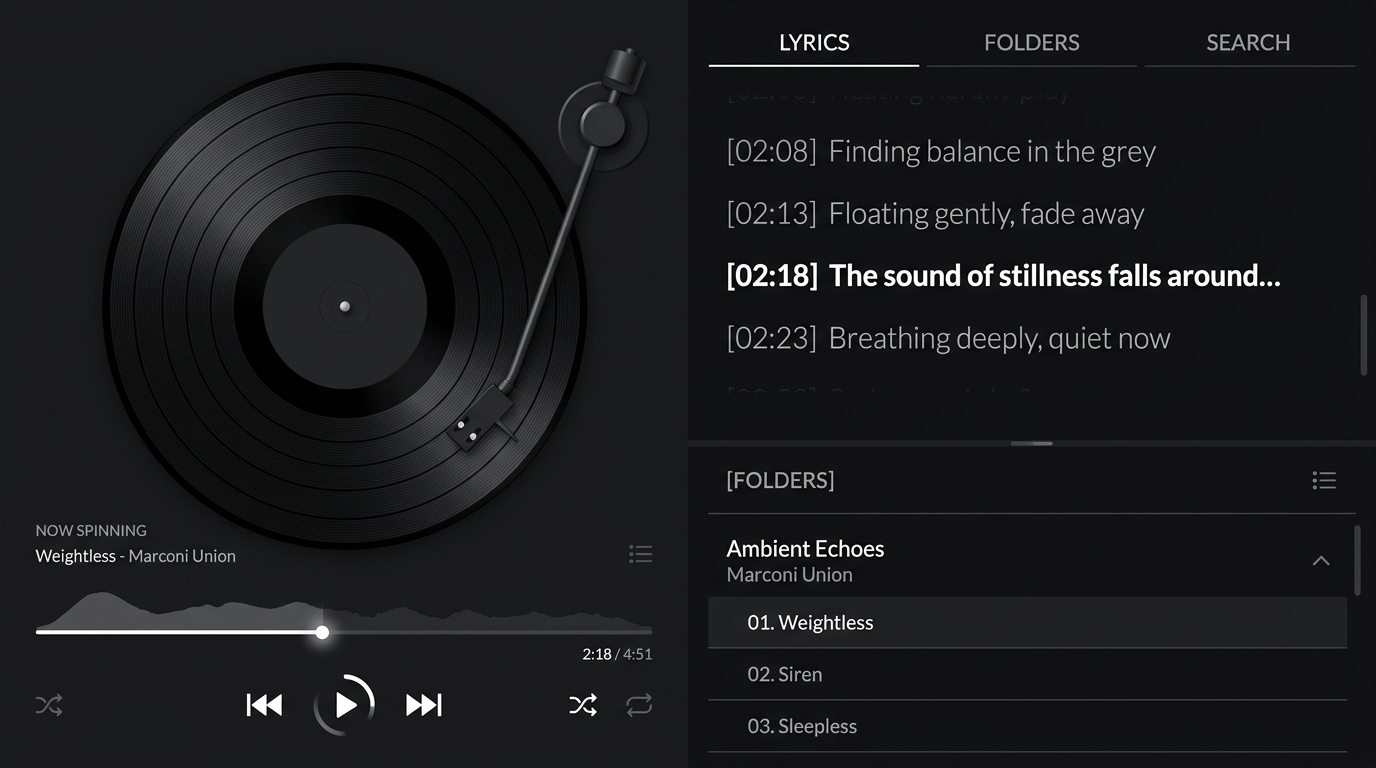 NOW SPINNING
Weightless - Marconi Union
2:18 / 4:51
LYRICS
FOLDERS
SEARCH
[02:08] Finding balance in the grey
[02:13] Floating gently, fade away
[02:18] The sound of stillness falls around...
[02:23] Breathing deeply, quiet now
[FOLDERS]
Ambient Echoes
Marconi Union
01. Weightless
02. Siren
03. Sleepless